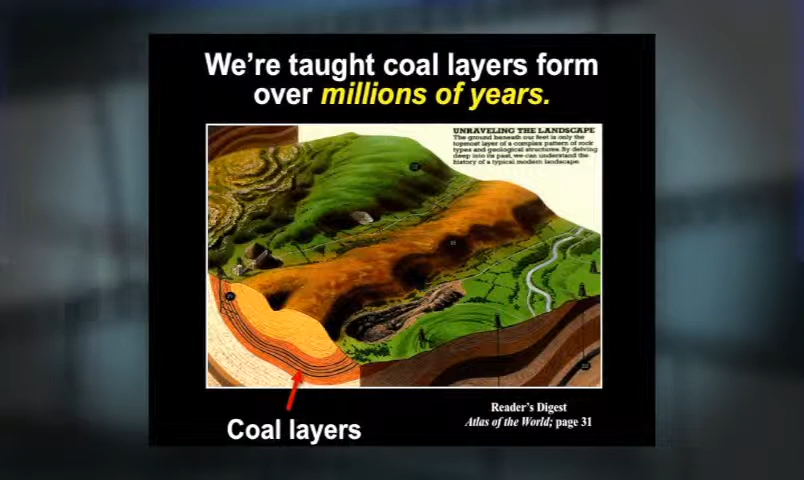 We're taught coal layers form
over millions of years.
UNRAVELING THE LANDSCAPE
The ground beneath our feet is only the
topmost layer of a complex pattern of rock
types and geological structures. By delving
deep into its past, we can understand the
history of a typical modern landscape.
Coal layers
Reader's Digest
Atlas of the World; page 31